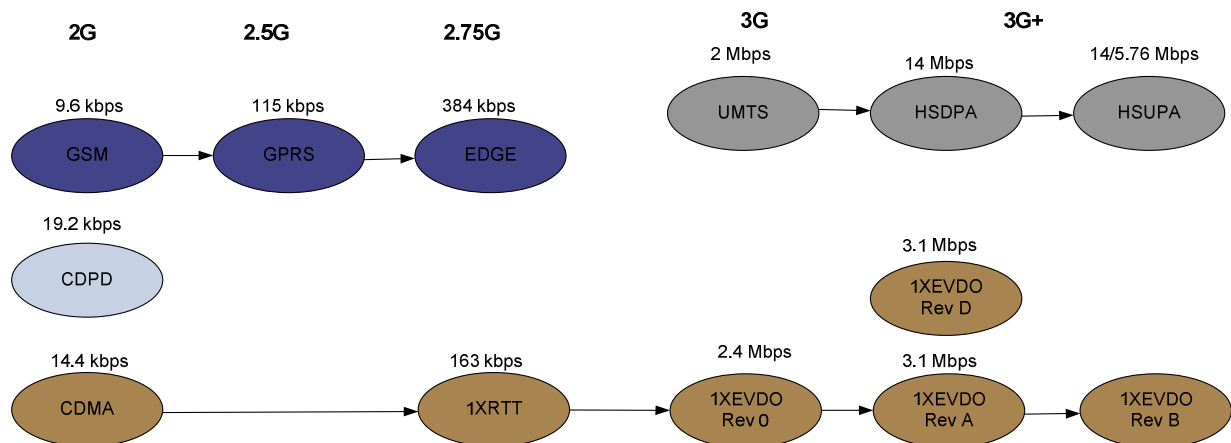 2G
2.5G
2.75G
3G
3G+
2 Mbps
14 Mbps
14/5.76 Mbps
9.6 kbps
115 kbps
384 kbps
UMTS
HSDPA
HSUPA
GSM
GPRS
EDGE
19.2 kbps
CDPD
3.1 Mbps
1XEVDO
Rev D
14.4 kbps
163 kbps
2.4 Mbps
3.1 Mbps
CDMA
1XRTT
1XEVDO
Rev 0
1XEVDO
Rev A
1XEVDO
Rev B